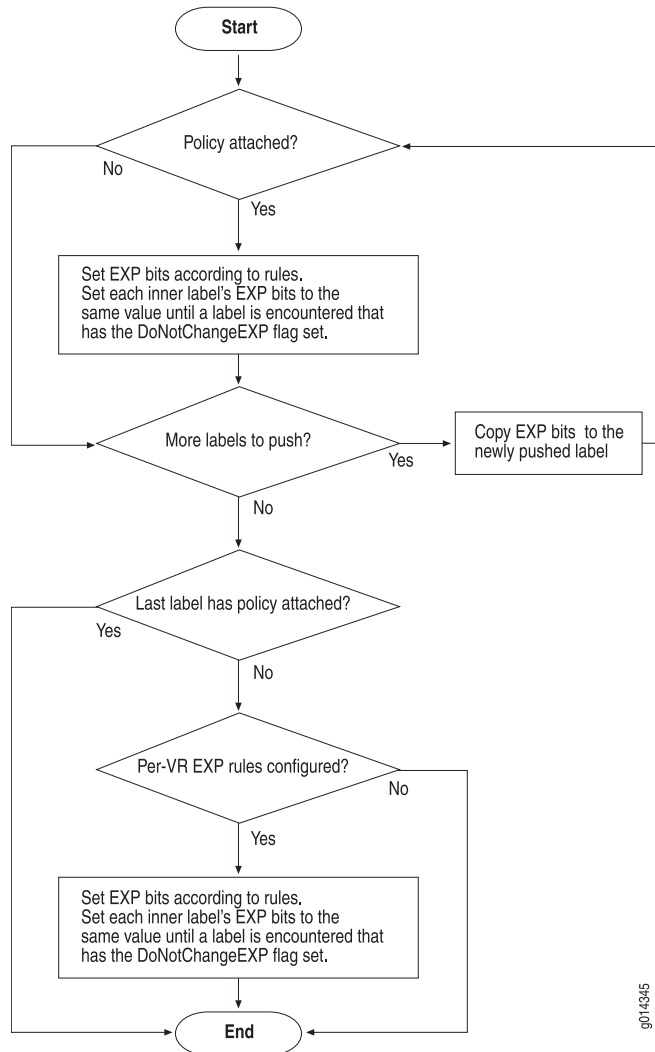 Start
Policy attached?
No
Yes
Set EXP bits according to rules.
Set each inner label's EXP bits to the
same value until a label is encountered that
has the DoNotChangeEXP flag set.
More labels to push?
Yes
Copy EXP bits to the
newly pushed label
No
Last label has policy attached?
Yes
No
Per-VR EXP rules configured?
No
Yes
Set EXP bits according to rules.
Set each inner label's EXP bits to the
same value until a label is encountered that
has the DoNotChangeEXP flag set.
End
g014345